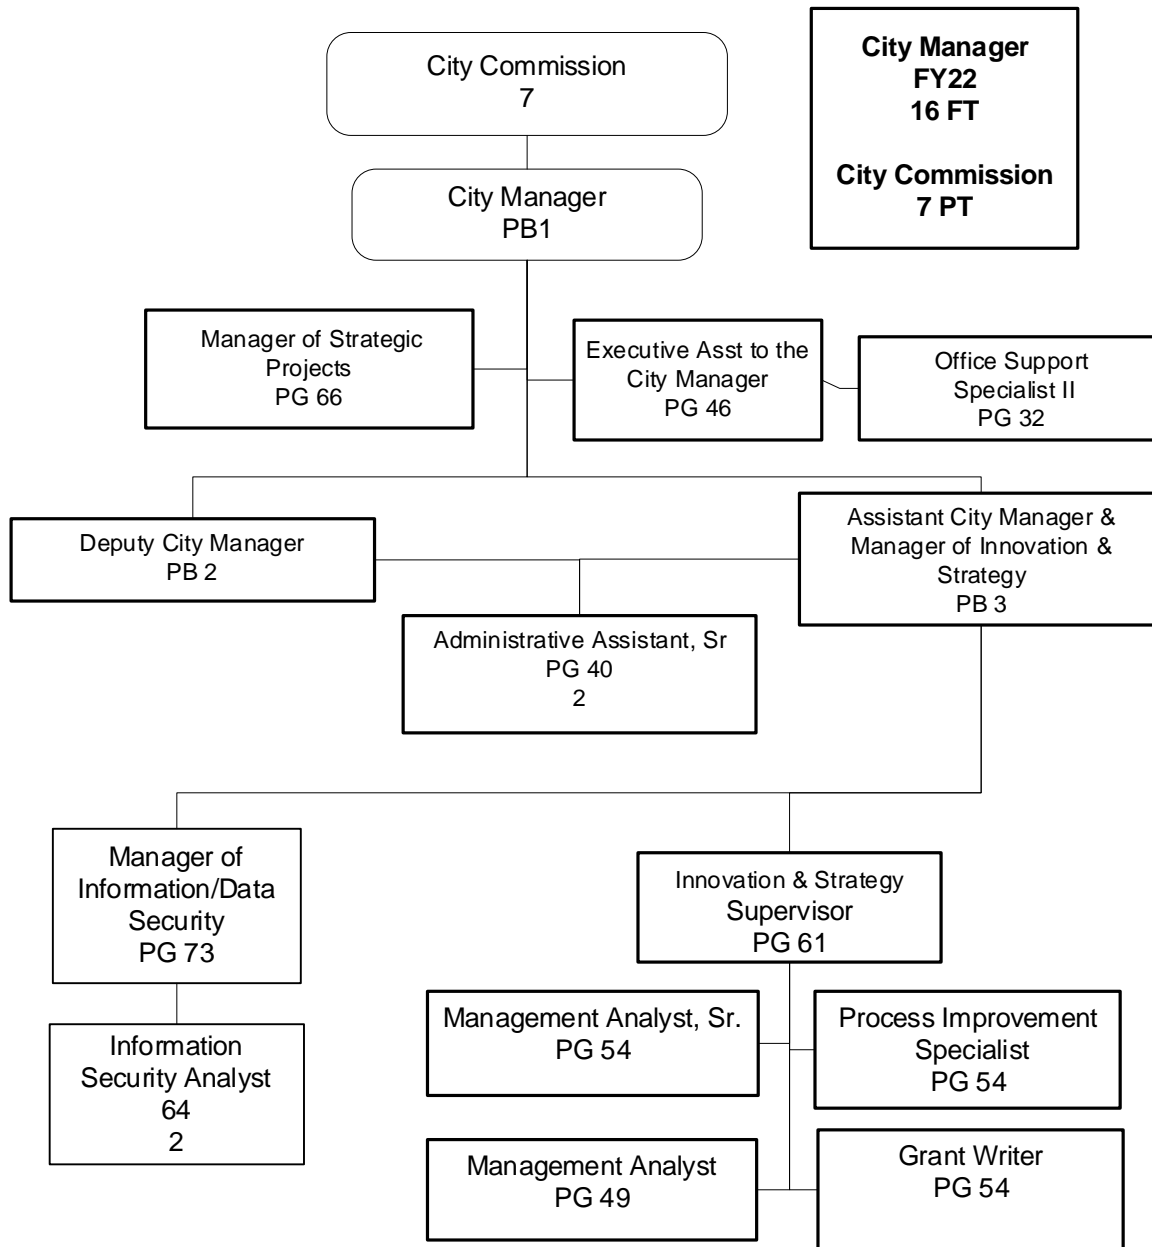 City Commission
7
City Manager
FY22
16 FT
City Commission
7 PT
City Manager
PB1
Manager of Strategic
Projects
PG 66
Executive Asst to the
City Manager
PG 46
Office Support
Specialist II
PG 32
Deputy City Manager
PB 2
Assistant City Manager &
Manager of Innovation &
Strategy
PB 3
Administrative Assistant, Sr
PG 40
2
Manager of
Information/Data
Security
PG 73
Innovation & Strategy
Supervisor
PG 61
Information
Security Analyst
64
2
Management Analyst, Sr.
PG 54
Process Improvement
Specialist
PG 54
Management Analyst
PG 49
Grant Writer
PG 54